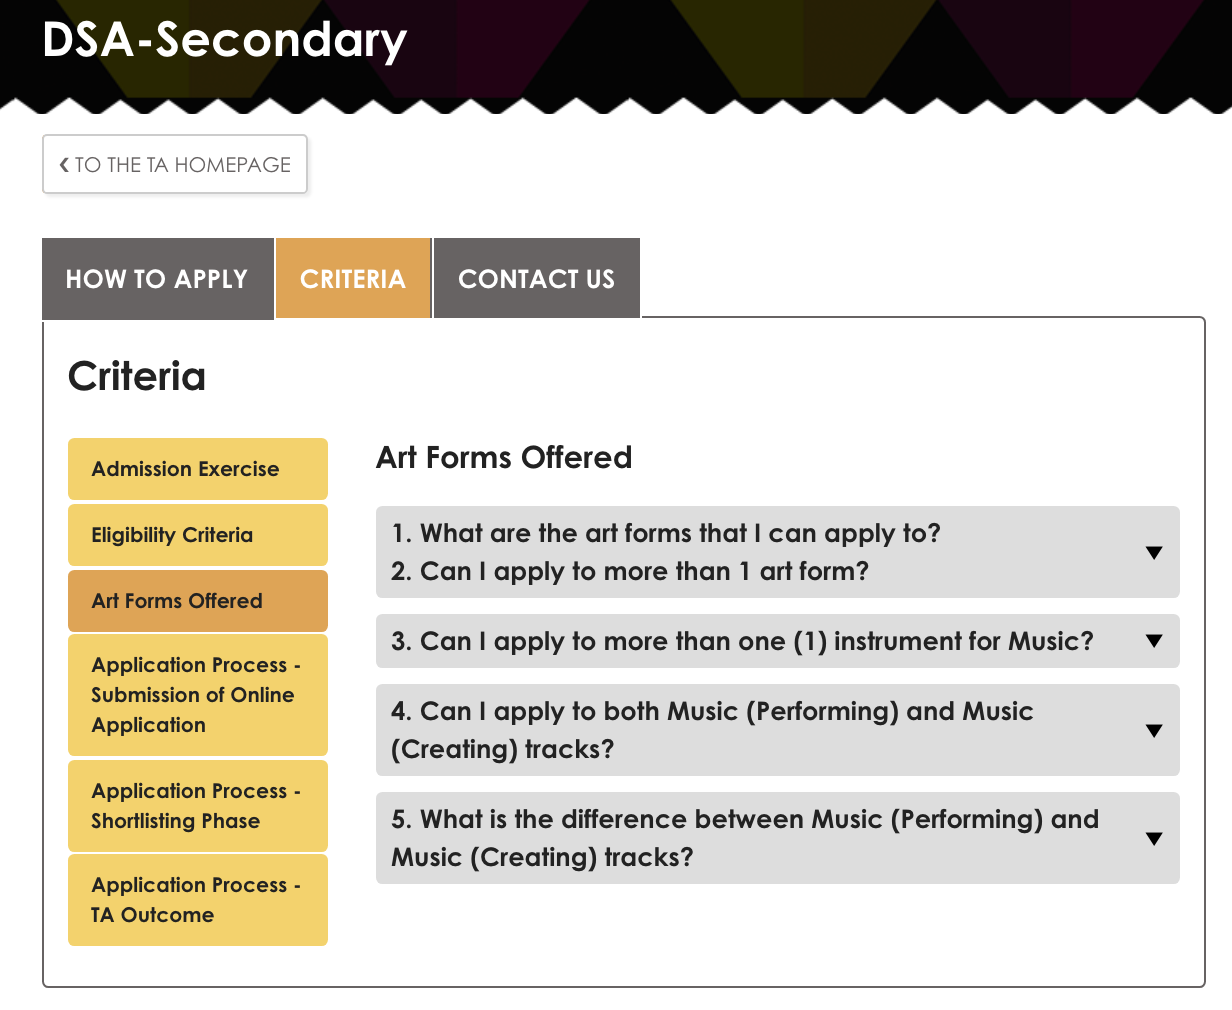 DSA-Secondary
‹ TO THE TA HOMEPAGE
HOW TO APPLY
CRITERIA
CONTACT US
Criteria
Admission Exercise
Eligibility Criteria
Art Forms Offered
Application Process -
Submission of Online
Application
Application Process -
Shortlisting Phase
Application Process -
TA Outcome
Art Forms Offered
1. What are the art forms that I can apply to?
2. Can I apply to more than 1 art form?
3. Can I apply to more than one (1) instrument for Music?
4. Can I apply to both Music (Performing) and Music
(Creating) tracks?
5. What is the difference between Music (Performing) and
Music (Creating) tracks?